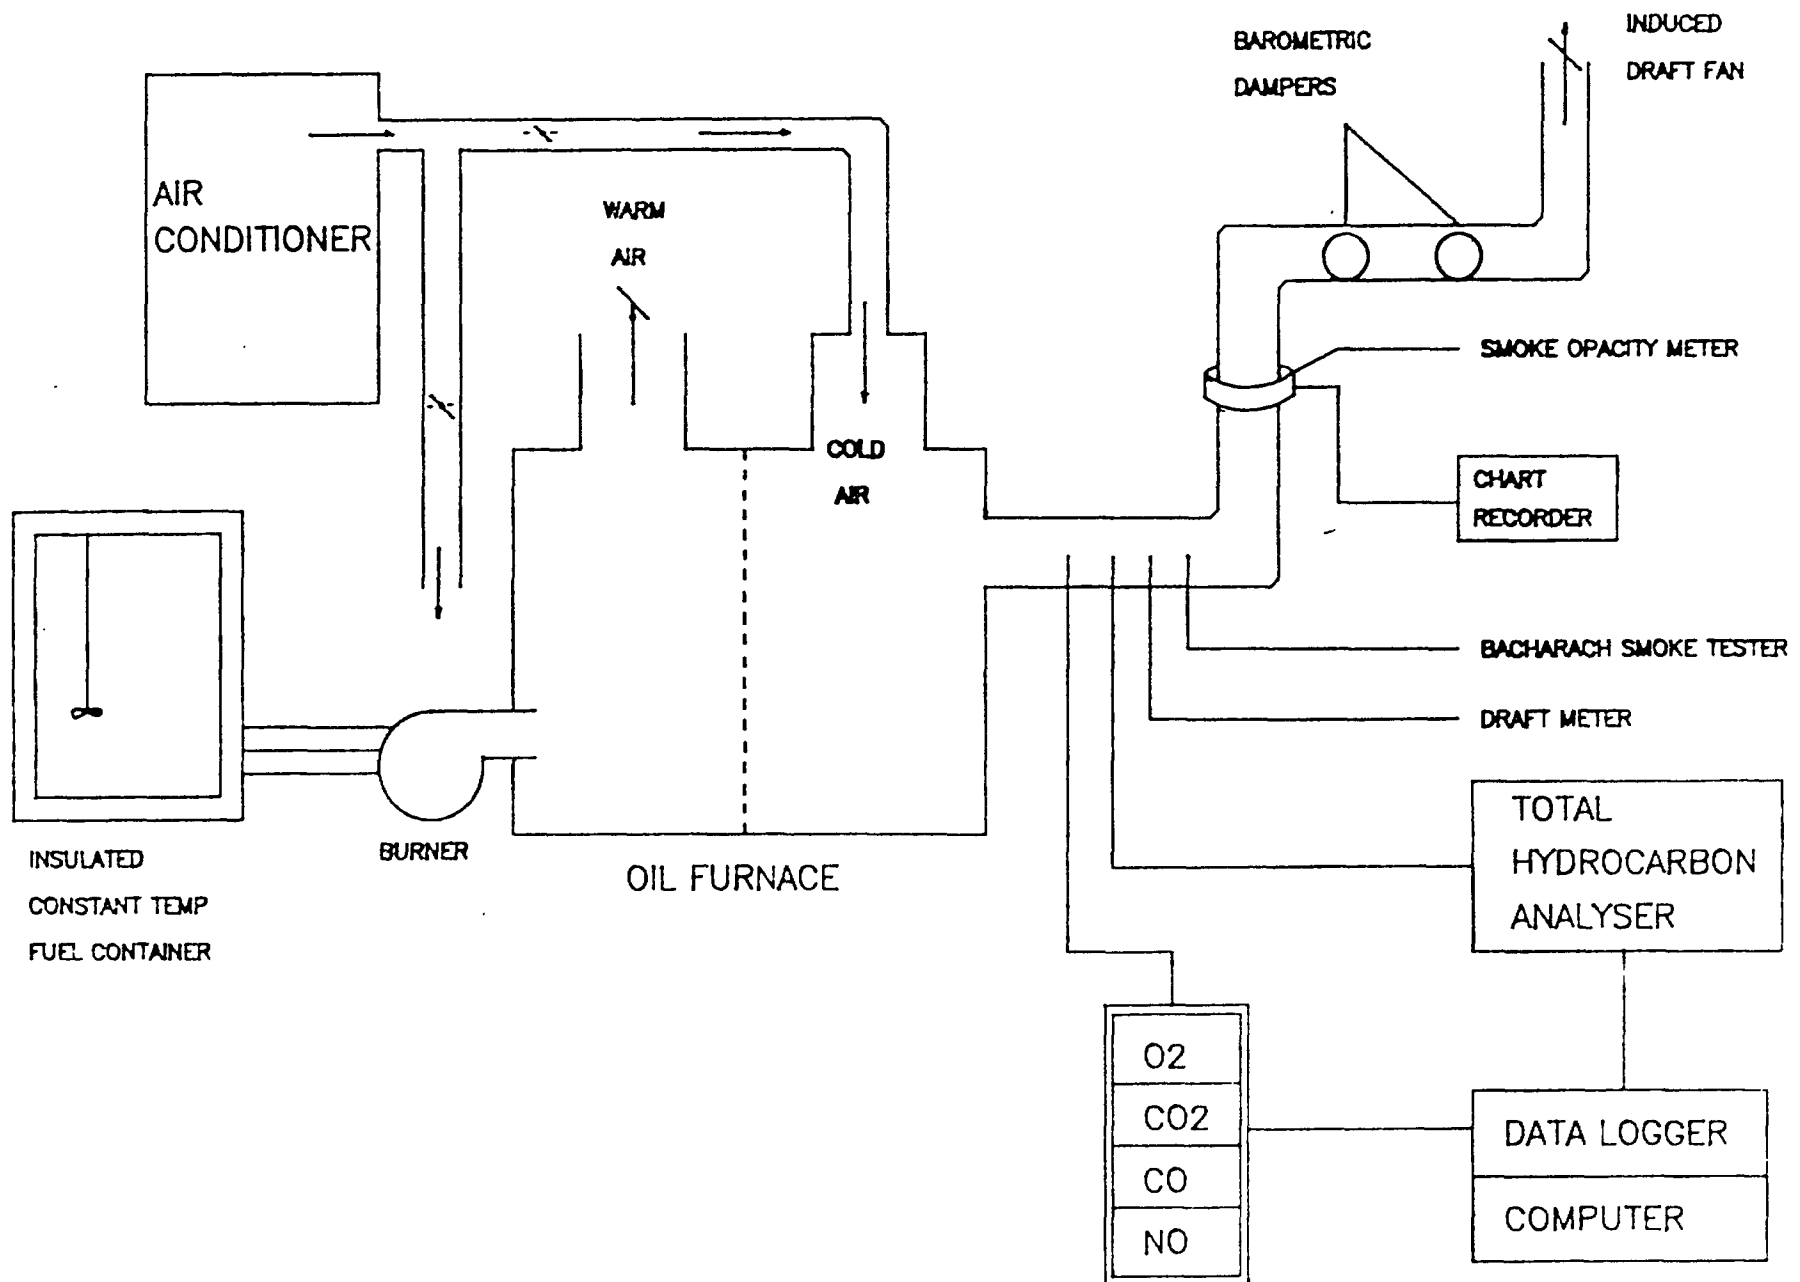 INDUCED
DRAFT FAN
BAROMETRIC
DAMPERS
AIR
CONDITIONER
WARM
AIR
COLD
AIR
SMOKE OPACITY METER
CHART
RECORDER
BACHARACH SMOKE TESTER
DRAFT METER
INSULATED
CONSTANT TEMP
FUEL CONTAINER
BURNER
OIL FURNACE
TOTAL
HYDROCARBON
ANALYSER
O2
CO2
CO
NO
DATA LOGGER
COMPUTER